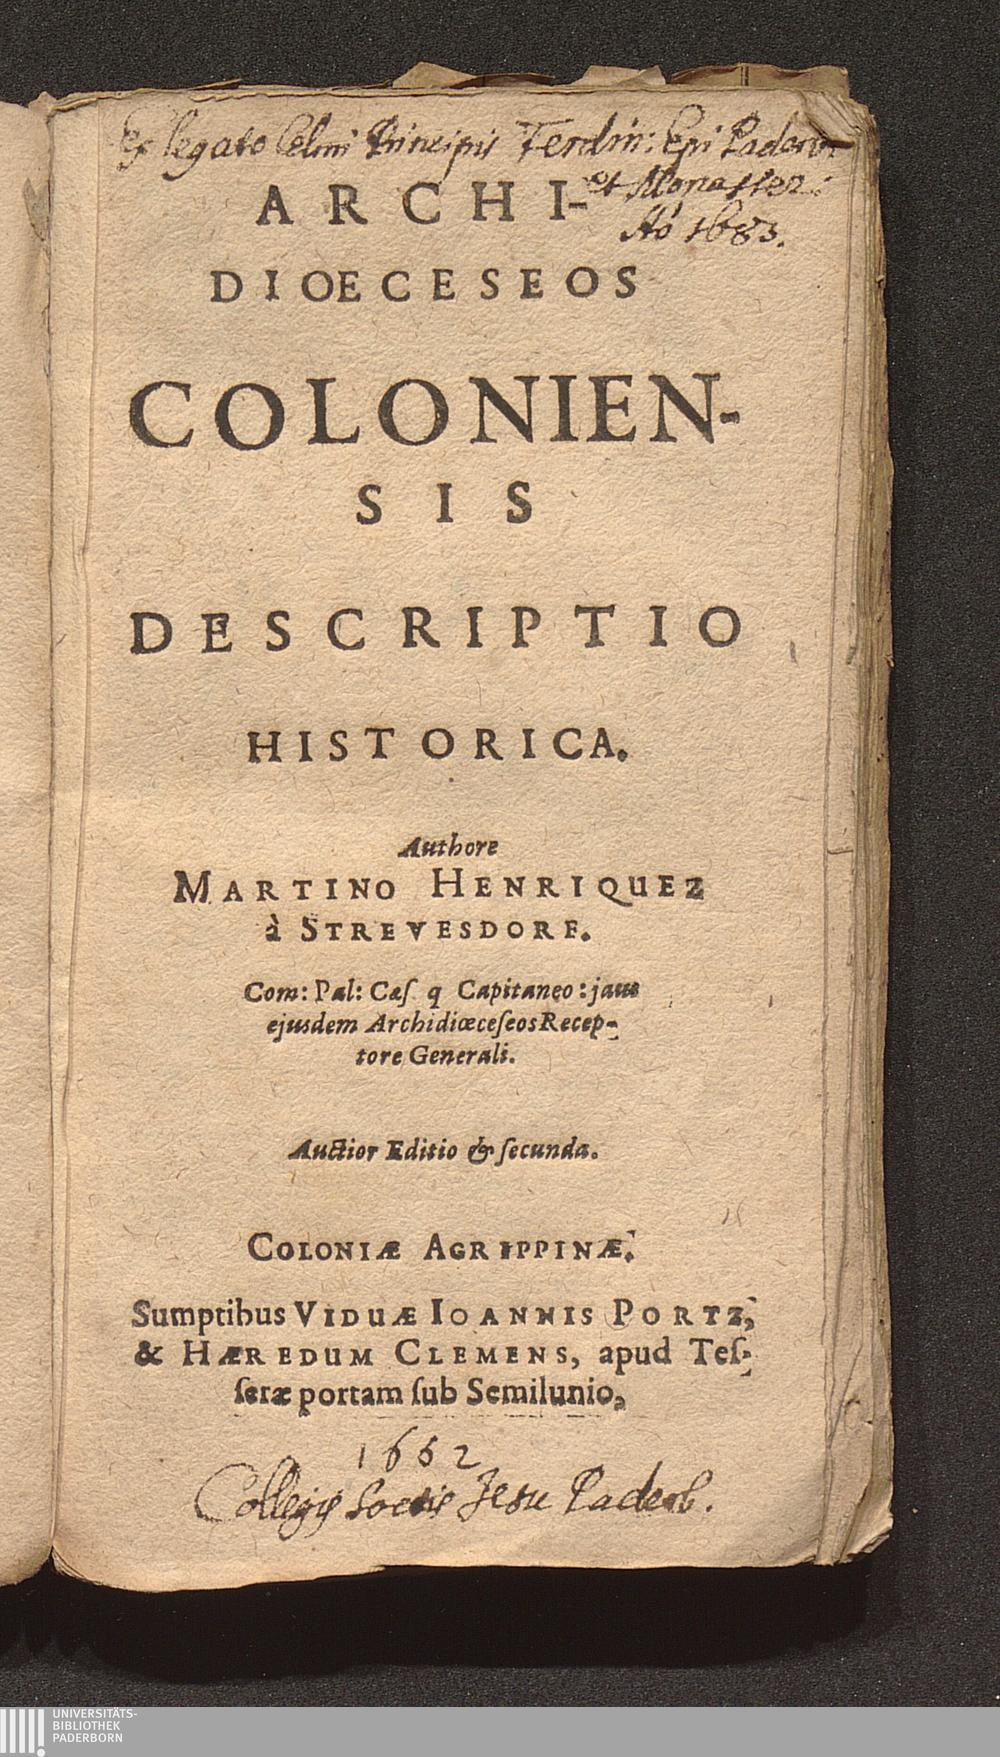 Ex legato Celmi Principis Ferdin: Epi Paderb:
et Monaster:
Aō 1683.
ARCHI-
DIOECESEOS
COLONIEN-
SIS
DESCRIPTIO
HISTORICA.
Authore
MARTINO HENRIQUEZ
à STREVESDORF.
Com: Pal: Cæſ q Capitaneo: jam
ejusdem Archidiœceſeos Recep-
tore Generali.
Auctior Editio & ſecunda.
COLONIÆ AGRIPPINÆ,
Sumptibus VIDUÆ IOANNIS PORTZ,
& HÆREDUM CLEMENS, apud Teſ-
ſeræ portam ſub Semilunio,
1662
Collegij Soctis Jesu Paderb.
UNIVERSITÄTS-
BIBLIOTHEK
PADERBORN